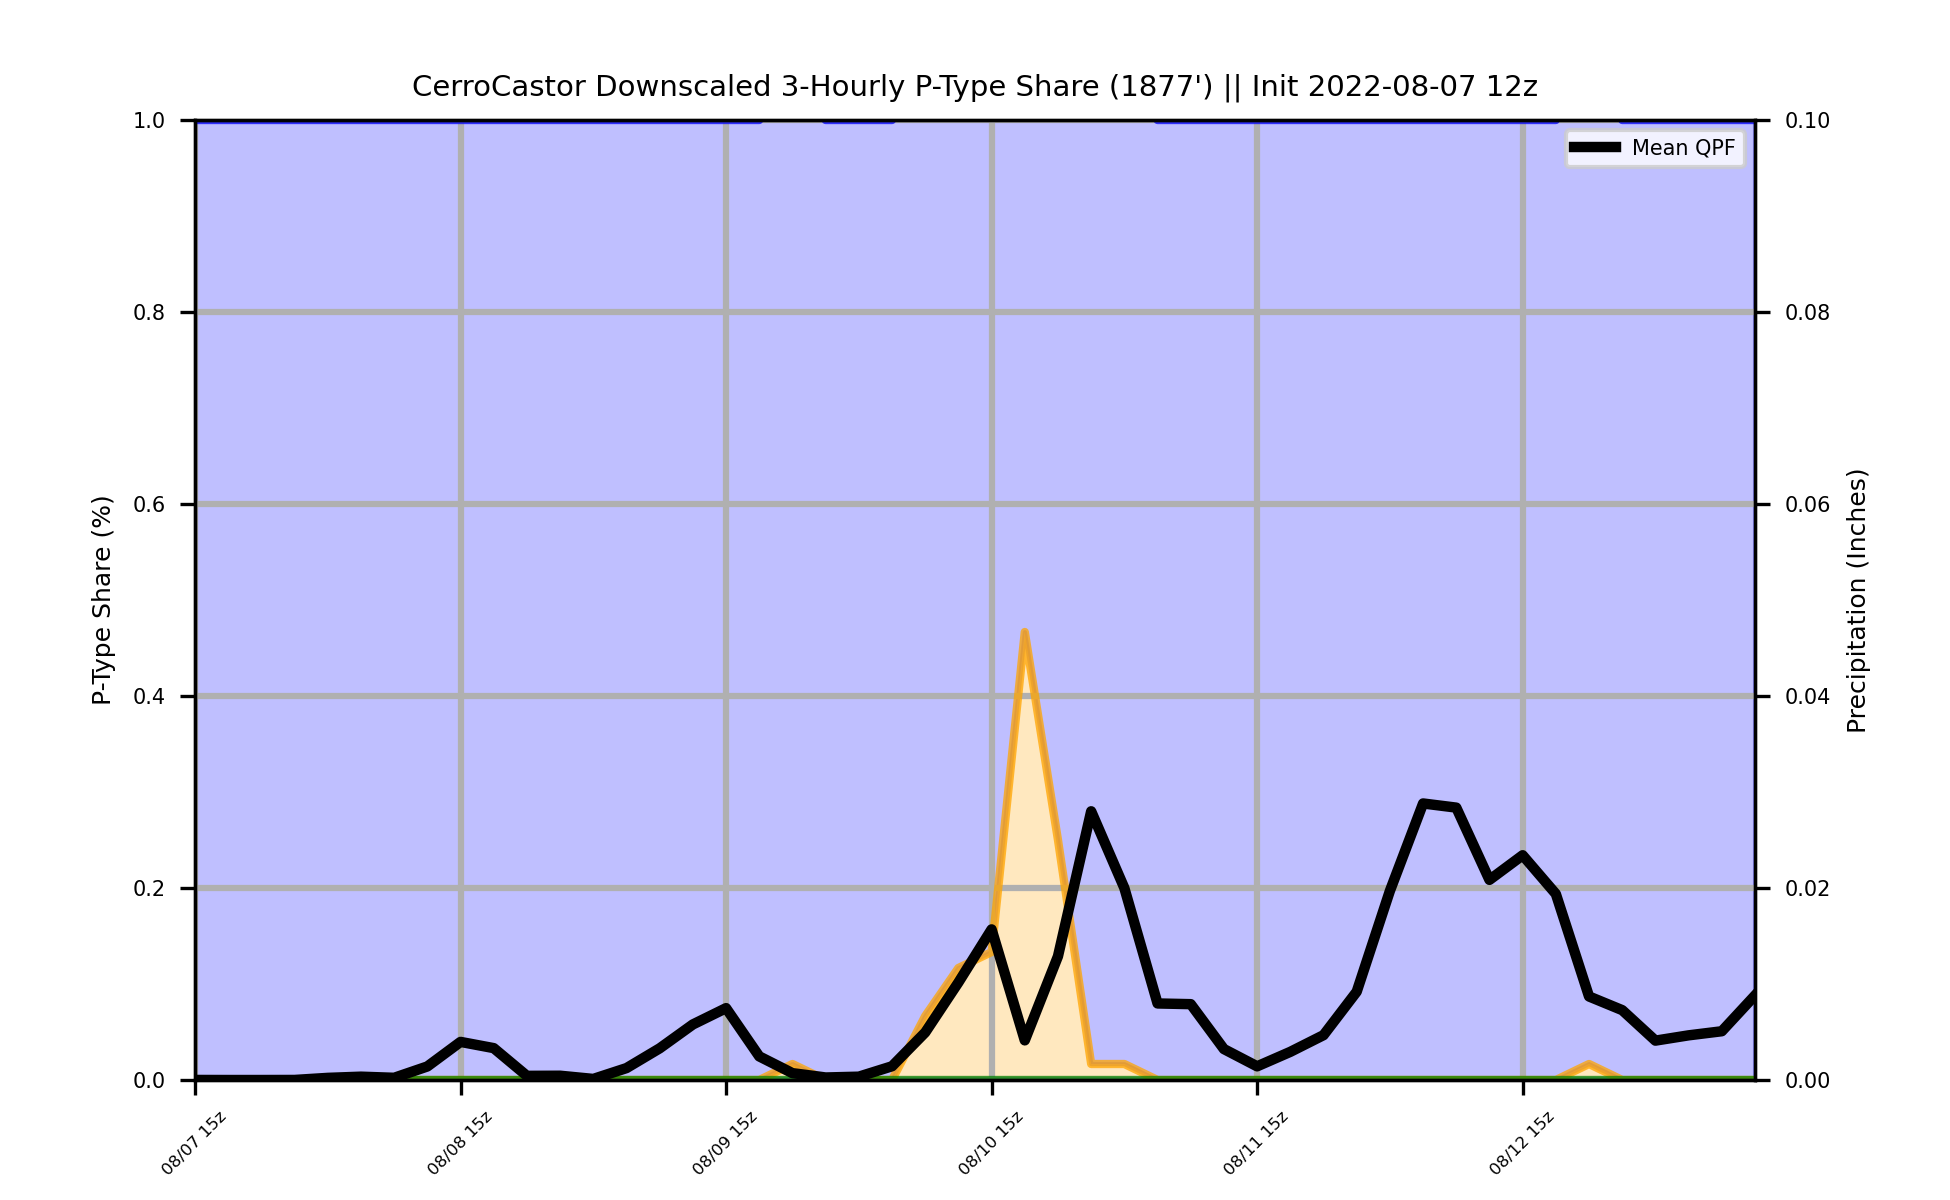 CerroCastor Downscaled 3-Hourly P-Type Share (1877') || Init 2022-08-07 12z
1.0
0.8
0.6
0.4
0.2
0.0
P-Type Share (%)
Mean QPF
0.10
0.08
0.06
0.04
0.02
0.00
Precipitation (Inches)
08/07 15z
08/08 15z
08/09 15z
08/10 15z
08/11 15z
08/12 15z